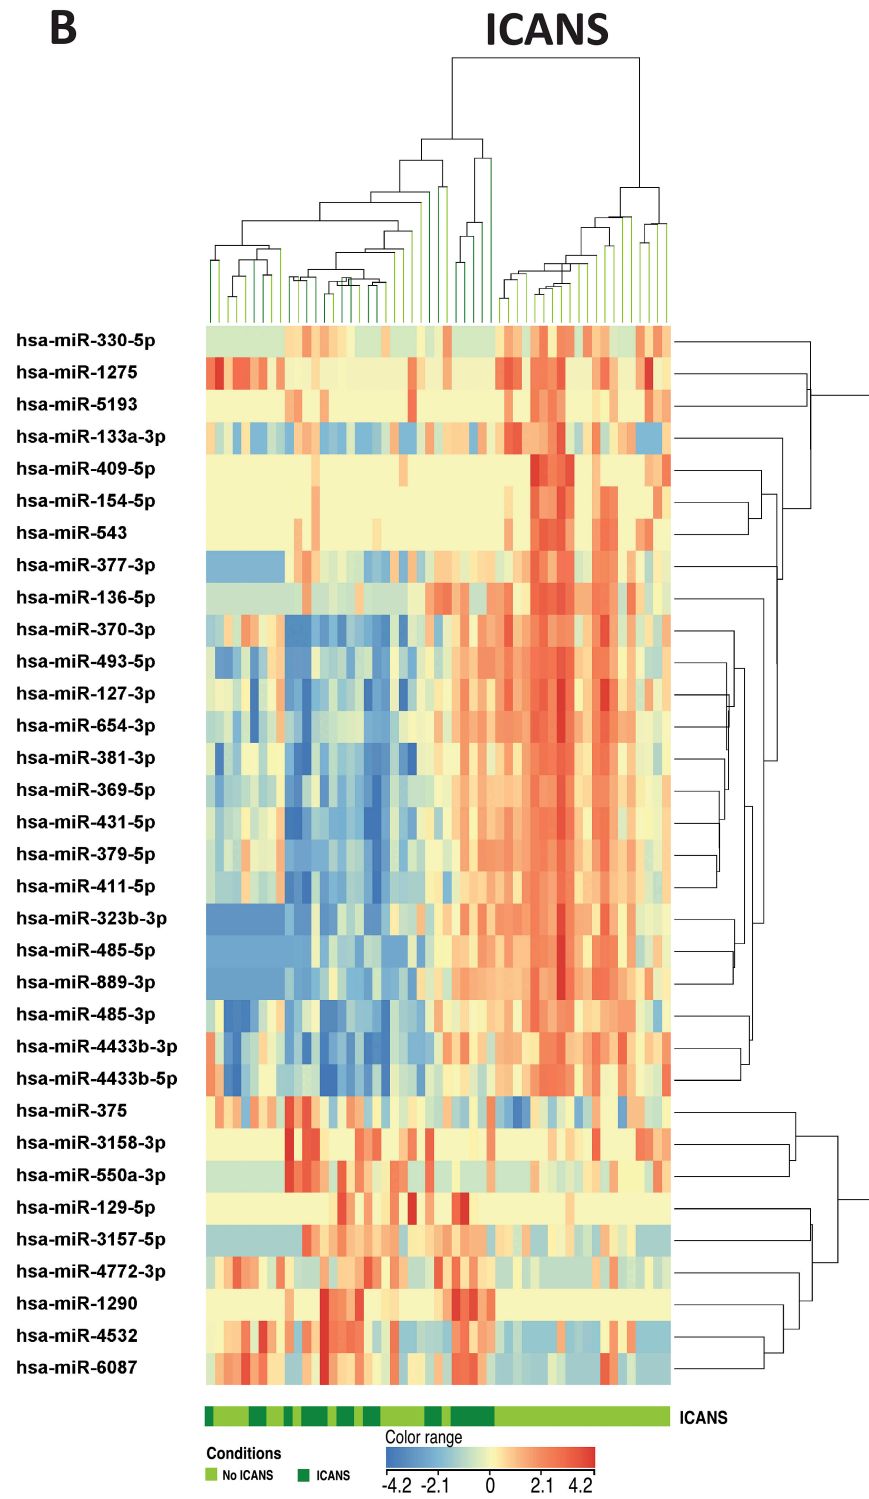 B
ICANS
hsa-miR-330-5p
hsa-miR-1275
hsa-miR-5193
hsa-miR-133a-3p
hsa-miR-409-5p
hsa-miR-154-5p
hsa-miR-543
hsa-miR-377-3p
hsa-miR-136-5p
hsa-miR-370-3p
hsa-miR-493-5p
hsa-miR-127-3p
hsa-miR-654-3p
hsa-miR-381-3p
hsa-miR-369-5p
hsa-miR-431-5p
hsa-miR-379-5p
hsa-miR-411-5p
hsa-miR-323b-3p
hsa-miR-485-5p
hsa-miR-889-3p
hsa-miR-485-3p
hsa-miR-4433b-3p
hsa-miR-4433b-5p
hsa-miR-375
hsa-miR-3158-3p
hsa-miR-550a-3p
hsa-miR-129-5p
hsa-miR-3157-5p
hsa-miR-4772-3p
hsa-miR-1290
hsa-miR-4532
hsa-miR-6087
ICANS
Color range
Conditions
No ICANS ICANS
-4.2 -2.1 0 2.1 4.2